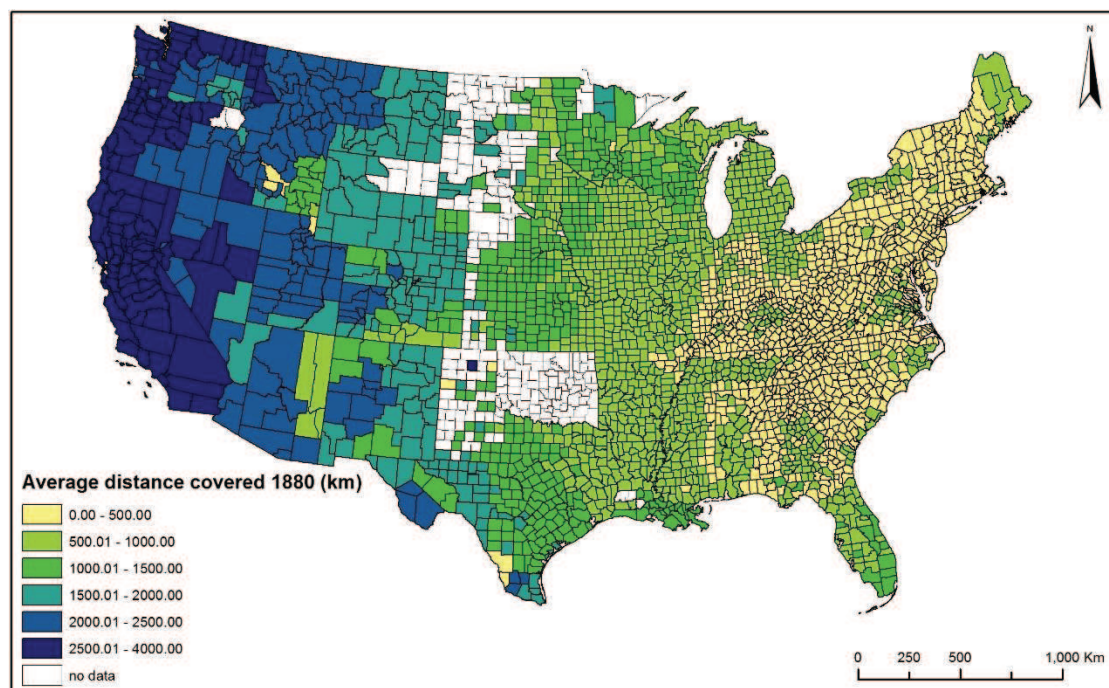 N
Average distance covered 1880 (km)
0.00 - 500.00
500.01 - 1000.00
1000.01 - 1500.00
1500.01 - 2000.00
2000.01 - 2500.00
2500.01 - 4000.00
no data
0 250 500 1,000 Km